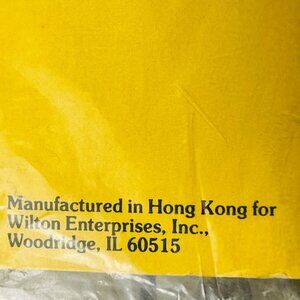 Manufactured in Hong Kong for
Wilton Enterprises, Inc.,
Woodridge, IL 60515